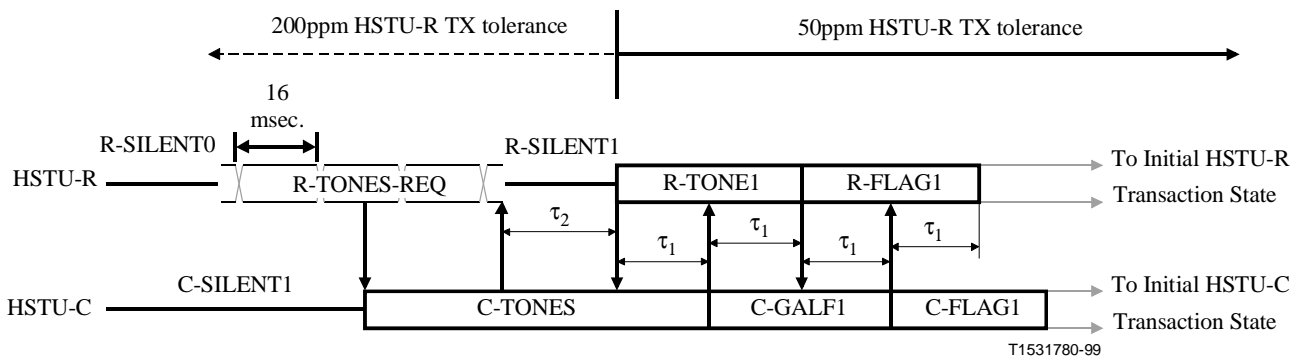 200ppm HSTU-R TX tolerance
50ppm HSTU-R TX tolerance
16
msec.
R-SILENT0
R-SILENT1
HSTU-R
R-TONES-REQ
R-TONE1
R-FLAG1
To Initial HSTU-R
Transaction State
τ2
τ1
τ1
τ1
τ1
C-SILENT1
HSTU-C
C-TONES
C-GALF1
C-FLAG1
To Initial HSTU-C
Transaction State
T1531780-99